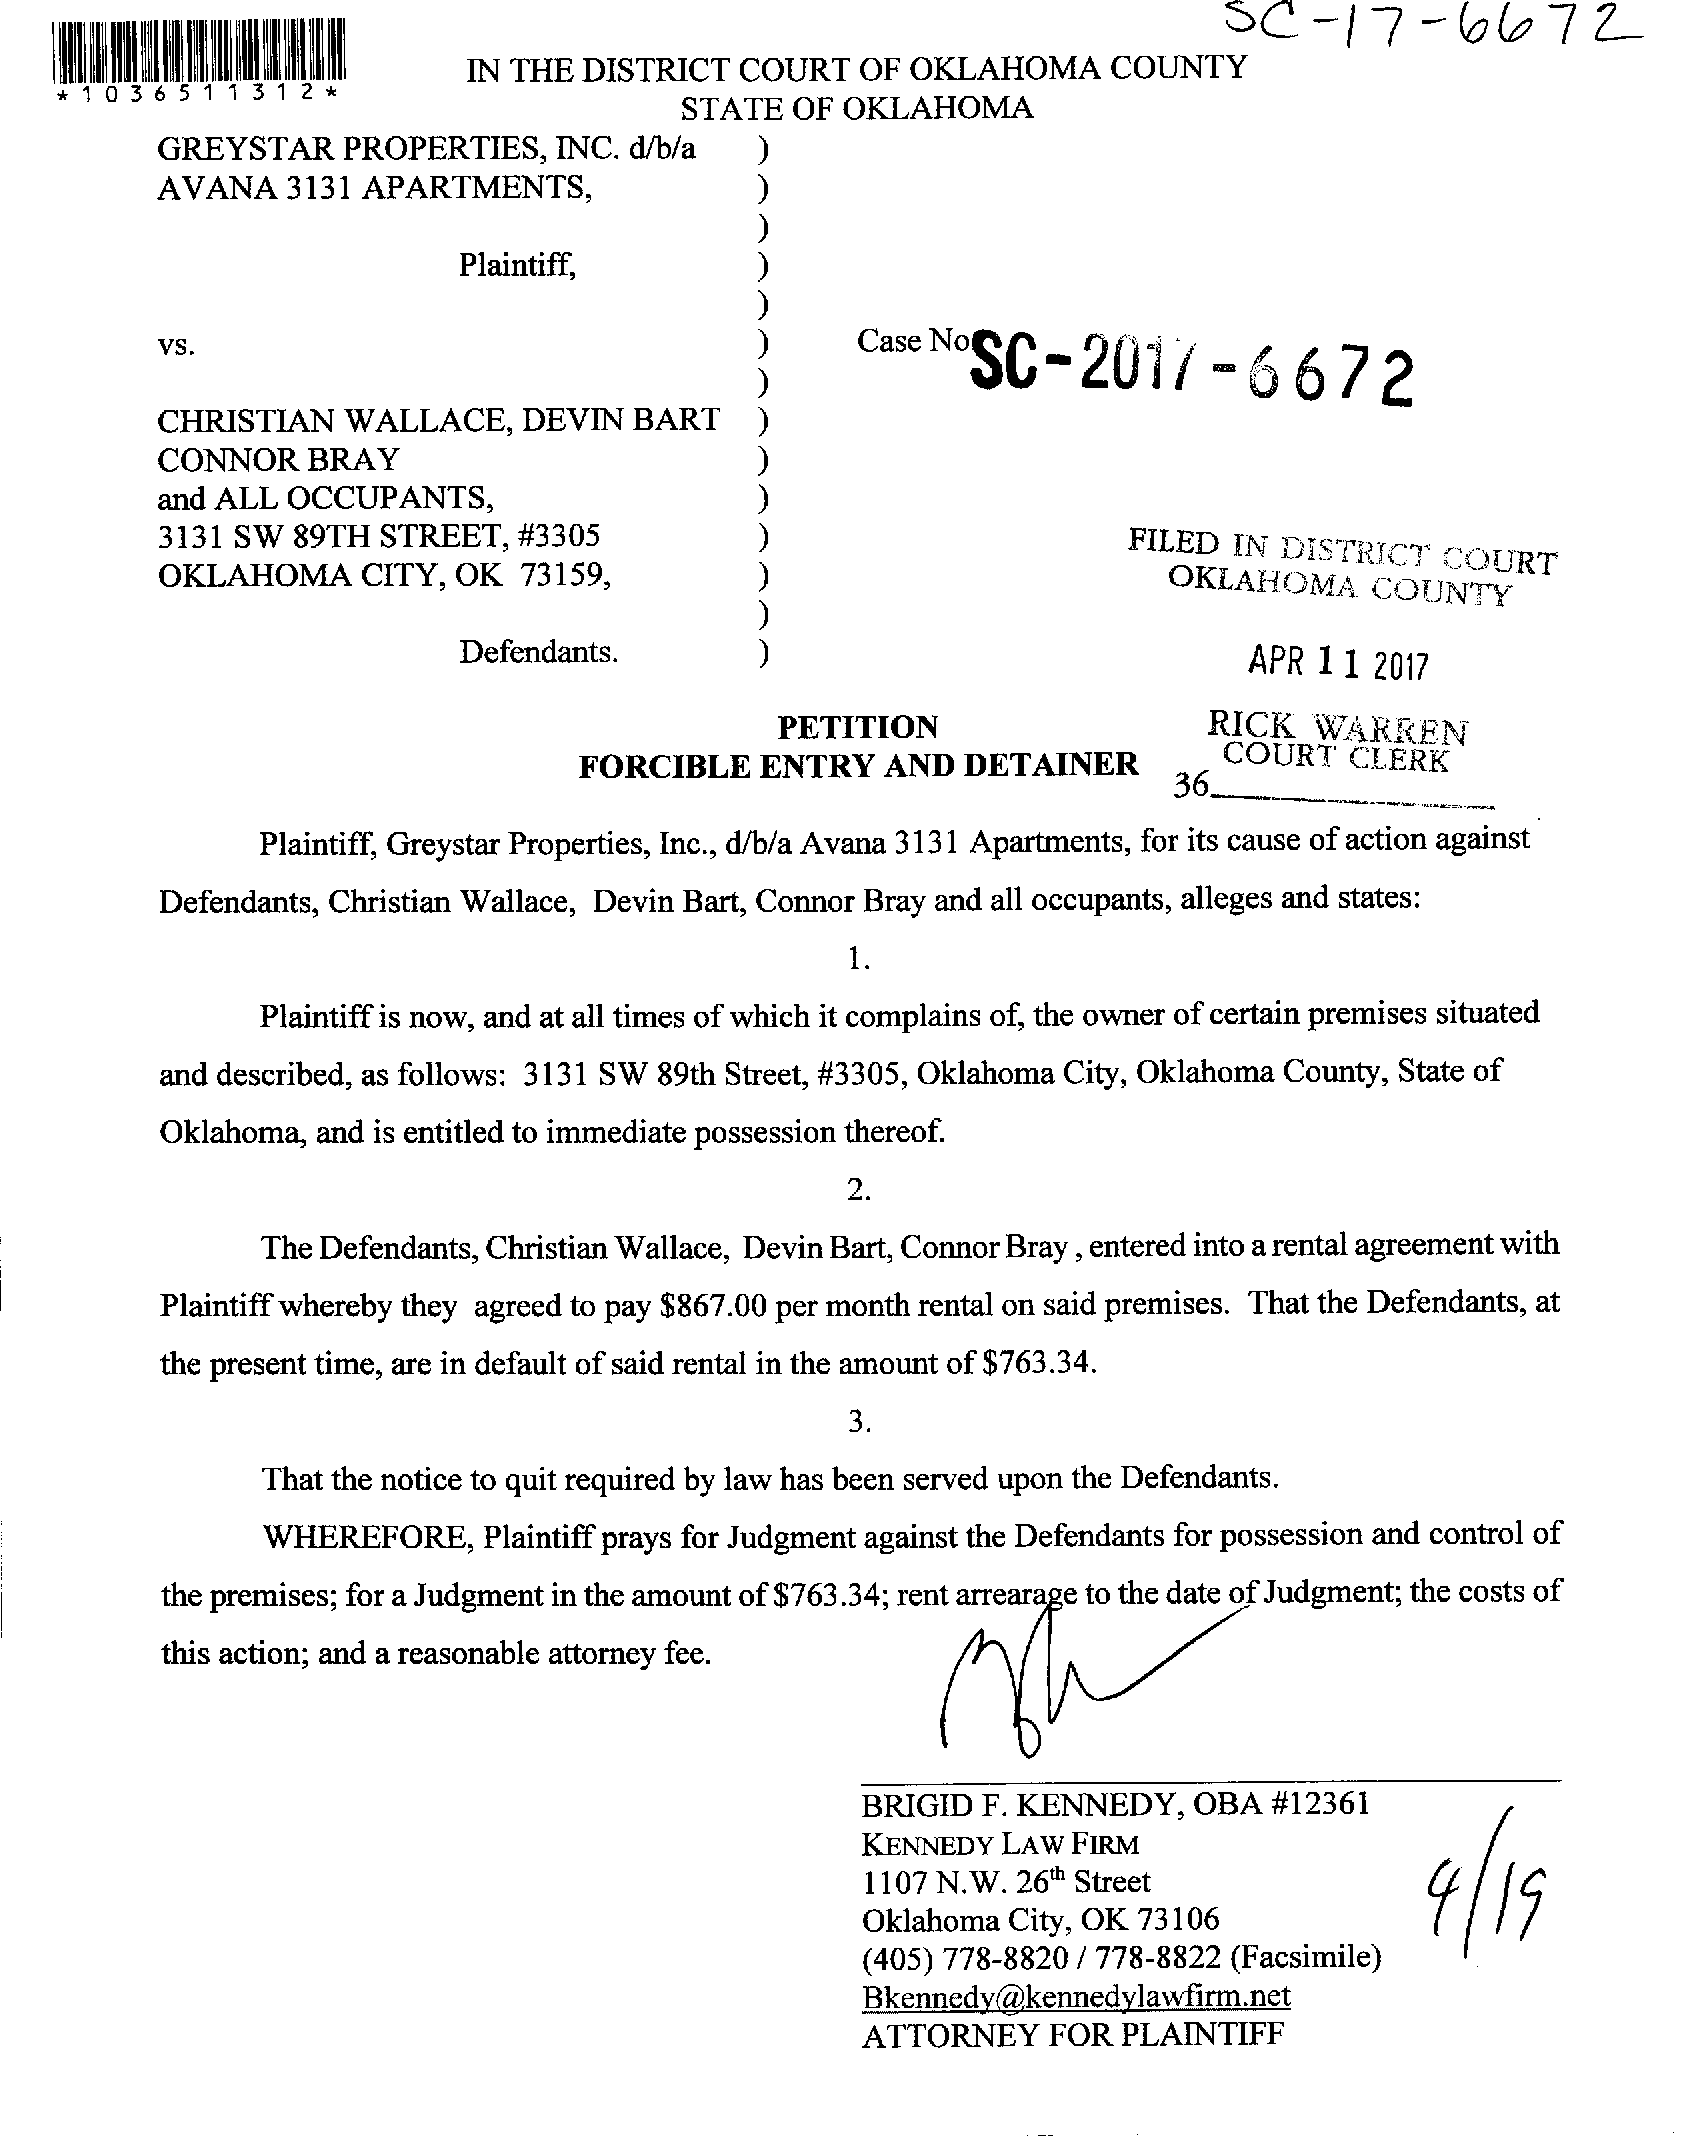 SC-17-6672
*1036511312*
IN THE DISTRICT COURT OF OKLAHOMA COUNTY
STATE OF OKLAHOMA
GREYSTAR PROPERTIES, INC. d/b/a )
AVANA 3131 APARTMENTS, )
)
Plaintiff, )
)
vs. ) Case No SC-2017-6672
)
CHRISTIAN WALLACE, DEVIN BART )
CONNOR BRAY )
and ALL OCCUPANTS, )
3131 SW 89TH STREET, #3305 )
OKLAHOMA CITY, OK 73159, )
)
Defendants. )
FILED IN DISTRICT COURT
OKLAHOMA COUNTY
APR 11 2017
RICK WARREN
COURT CLERK
36
PETITION
FORCIBLE ENTRY AND DETAINER
Plaintiff, Greystar Properties, Inc., d/b/a Avana 3131 Apartments, for its cause of action against
Defendants, Christian Wallace, Devin Bart, Connor Bray and all occupants, alleges and states:
1.
Plaintiff is now, and at all times of which it complains of, the owner of certain premises situated
and described, as follows: 3131 SW 89th Street, #3305, Oklahoma City, Oklahoma County, State of
Oklahoma, and is entitled to immediate possession thereof.
2.
The Defendants, Christian Wallace, Devin Bart, Connor Bray , entered into a rental agreement with
Plaintiff whereby they agreed to pay $867.00 per month rental on said premises. That the Defendants, at
the present time, are in default of said rental in the amount of $763.34.
3.
That the notice to quit required by law has been served upon the Defendants.
WHEREFORE, Plaintiff prays for Judgment against the Defendants for possession and control of
the premises; for a Judgment in the amount of $763.34; rent arrearage to the date of Judgment; the costs of
this action; and a reasonable attorney fee.
BRIGID F. KENNEDY, OBA #12361
KENNEDY LAW FIRM
1107 N.W. 26th Street
Oklahoma City, OK 73106
(405) 778-8820 / 778-8822 (Facsimile)
Bkennedy@kennedylawfirm.net
ATTORNEY FOR PLAINTIFF
4/19